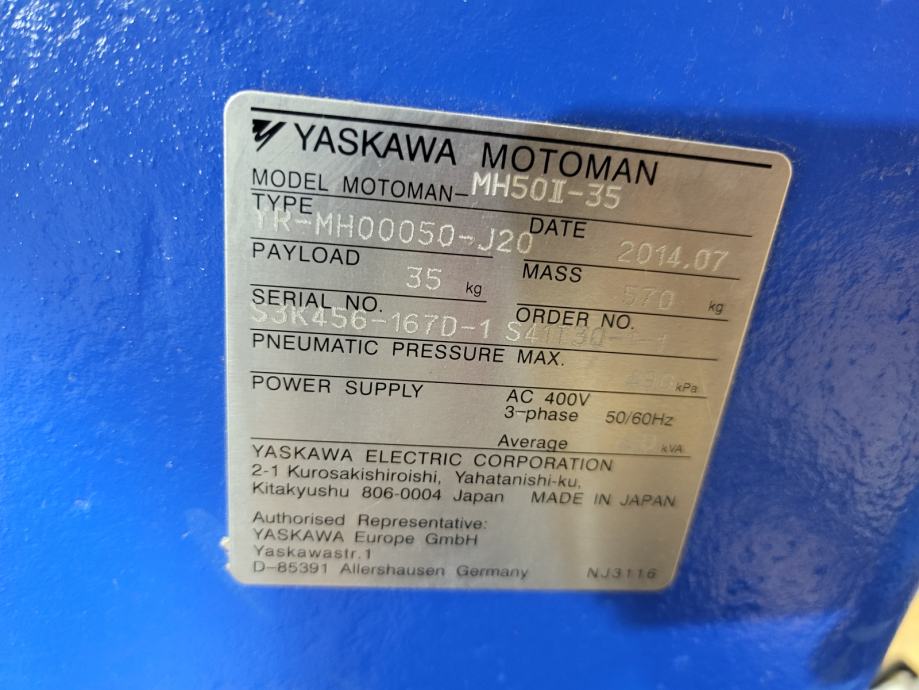 YASKAWA MOTOMAN
MODEL MOTOMAN-MH50Ⅱ-35
TYPE
YR-MH00050-J20
DATE
2014.07
PAYLOAD
35 kg
MASS
570 kg
SERIAL NO.
S3K456-167D-1
ORDER NO.
PNEUMATIC PRESSURE MAX.
kPa
POWER SUPPLY
AC 400V
3-phase 50/60Hz
Average kVA
YASKAWA ELECTRIC CORPORATION
2-1 Kurosakishiroishi, Yahatanishi-ku,
Kitakyushu 806-0004 Japan MADE IN JAPAN
Authorised Representative:
YASKAWA Europe GmbH
Yaskawastr.1
D-85391 Allershausen Germany
NJ3116